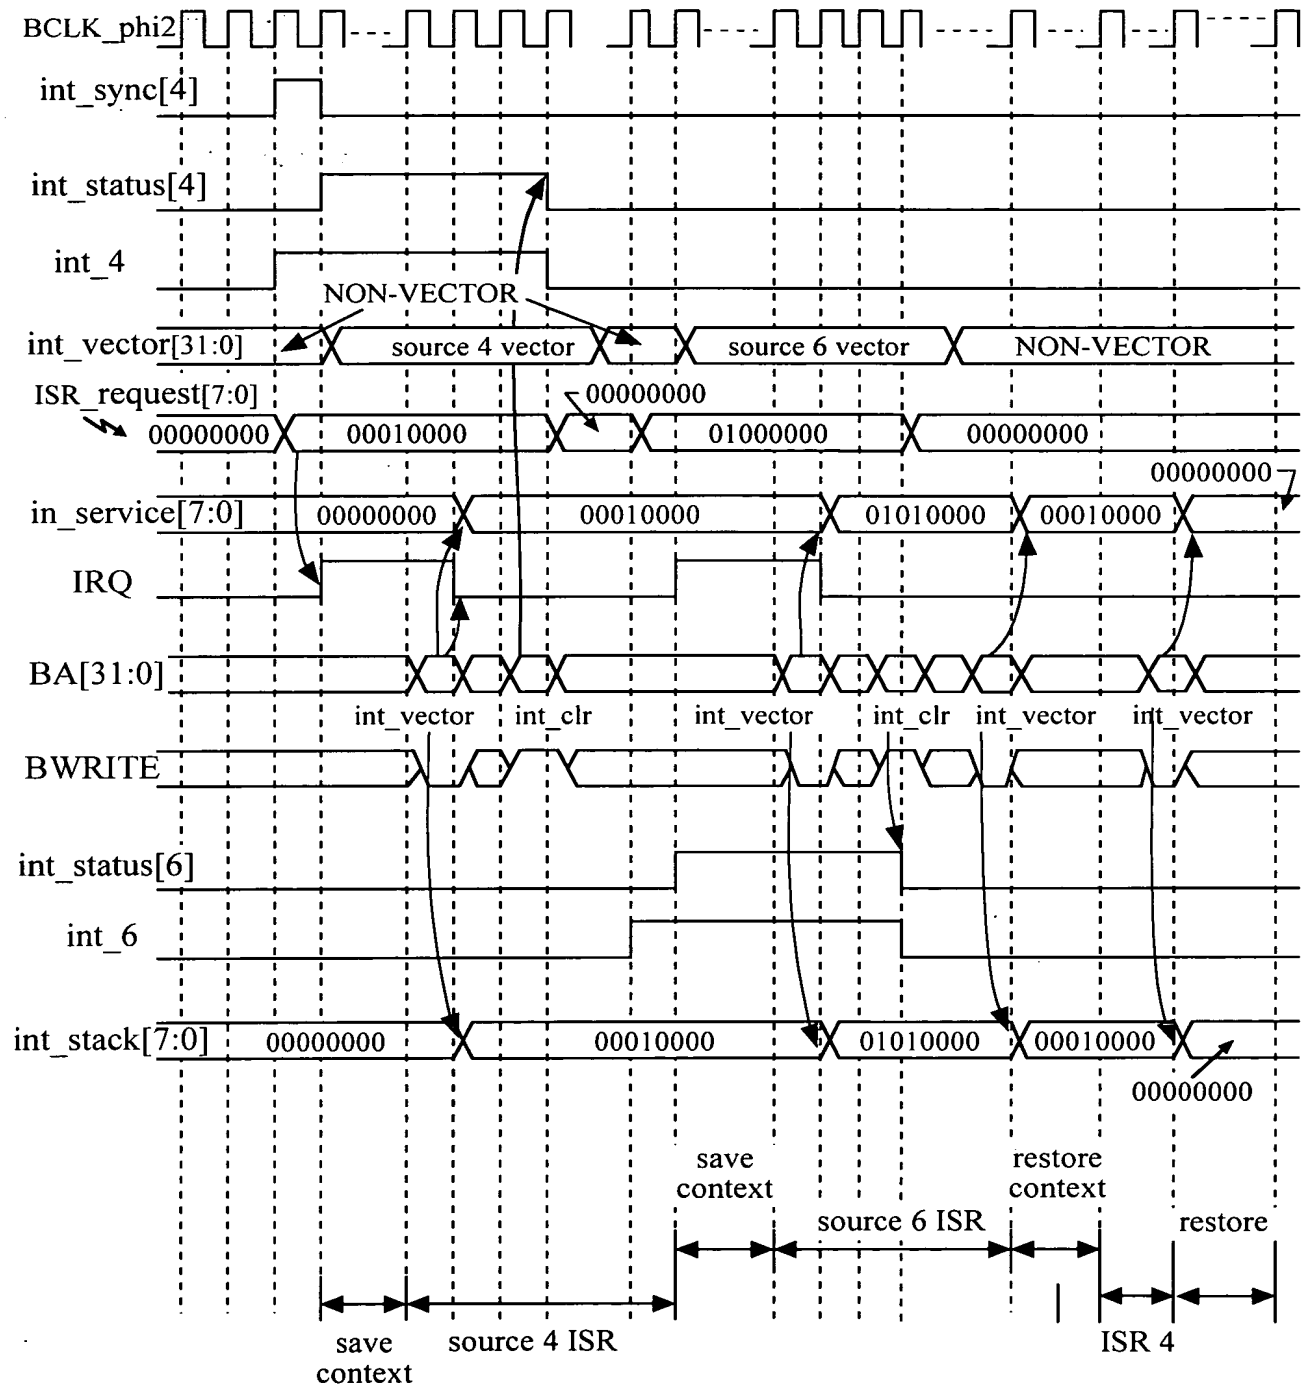 BCLK_phi2
int_sync[4]
int_status[4]
int_4
NON-VECTOR
int_vector[31:0]
source 4 vector
source 6 vector
NON-VECTOR
ISR_request[7:0]
00000000
00000000
00010000
01000000
00000000
00000000
in_service[7:0]
00000000
00010000
01010000
00010000
IRQ
BA[31:0]
int_vector
int_clr
int_vector
int_clr
int_vector
int_vector
BWRITE
int_status[6]
int_6
int_stack[7:0]
00000000
00010000
01010000
00010000
00000000
save
context
restore
context
source 6 ISR
restore
save
context
source 4 ISR
ISR 4